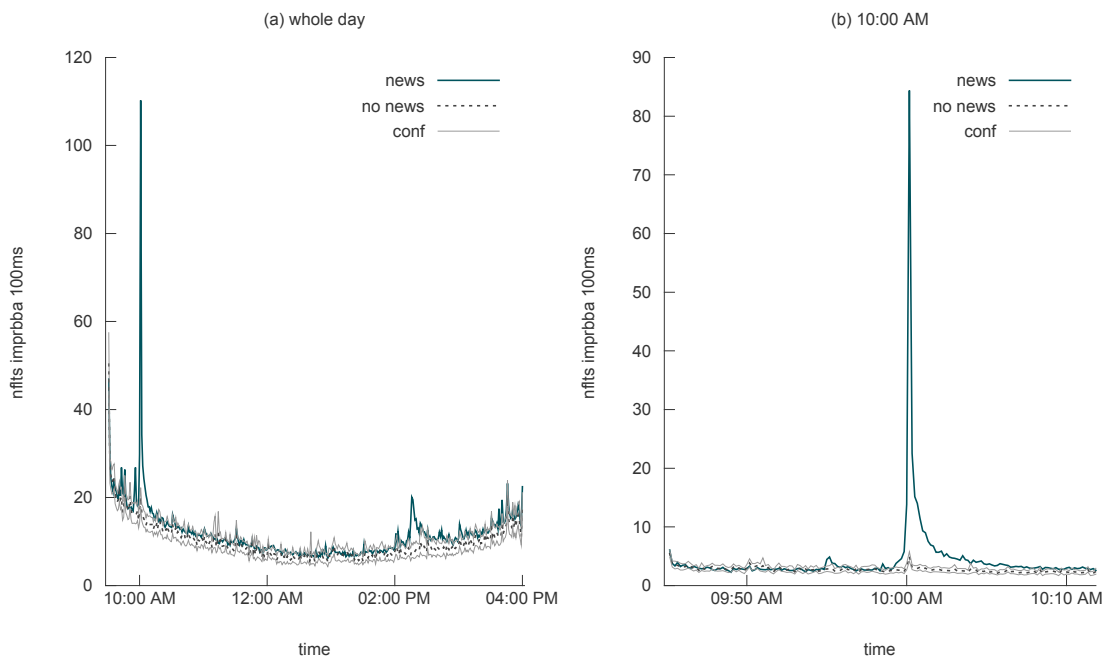 (a) whole day
nflts imprbba 100ms
120
100
80
60
40
20
0
news
no news
conf
10:00 AM
12:00 AM
02:00 PM
04:00 PM
time
(b) 10:00 AM
nflts imprbba 100ms
90
80
70
60
50
40
30
20
10
0
news
no news
conf
09:50 AM
10:00 AM
10:10 AM
time